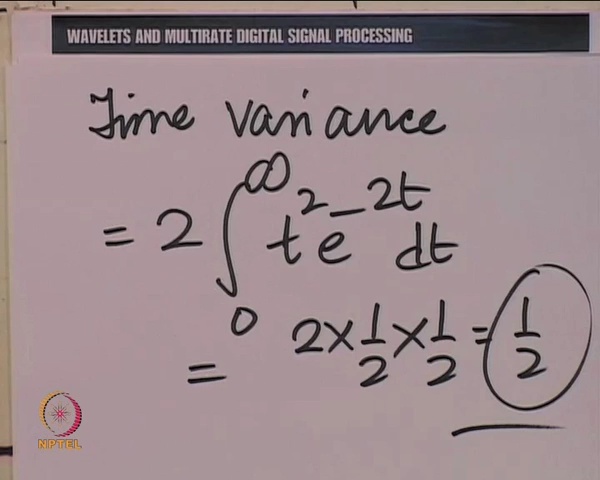 WAVELETS AND MULTIRATE DIGITAL SIGNAL PROCESSING
Time Variance
= 2 ∫₀^∞ t² e^{-2t} dt
= 2 × 1/2 × 1/2 = 1/2
NPTEL